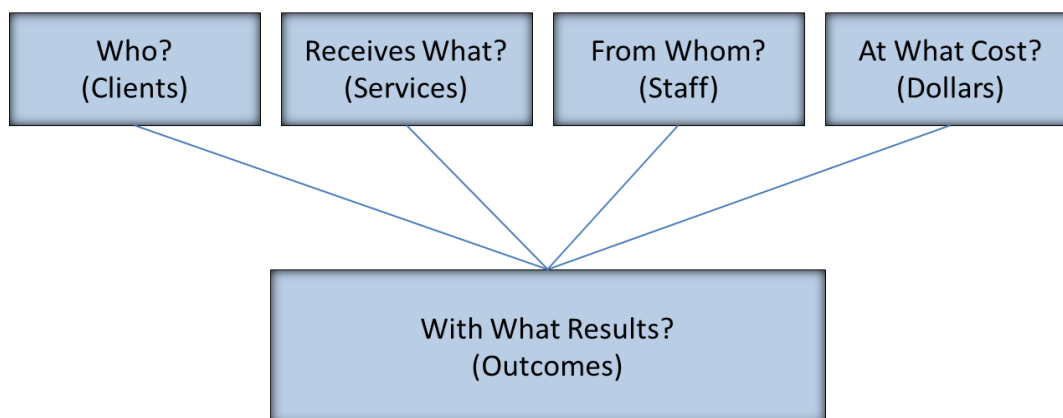 Who?
(Clients)
Receives What?
(Services)
From Whom?
(Staff)
At What Cost?
(Dollars)
With What Results?
(Outcomes)